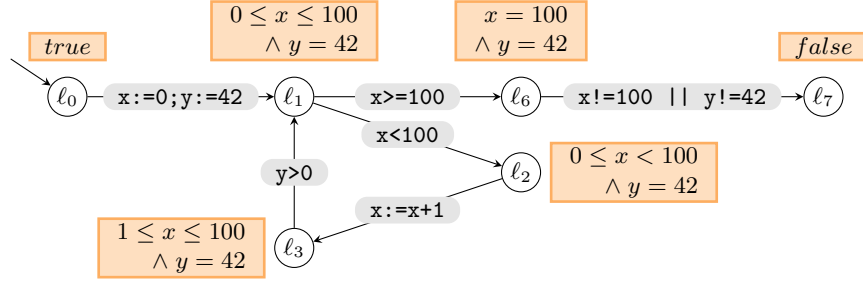 true
0 ≤ x ≤ 100
∧ y = 42
x = 100
∧ y = 42
false
ℓ0
x:=0;y:=42
ℓ1
x>=100
ℓ6
x!=100 || y!=42
ℓ7
x<100
y>0
ℓ2
0 ≤ x < 100
∧ y = 42
x:=x+1
1 ≤ x ≤ 100
∧ y = 42
ℓ3